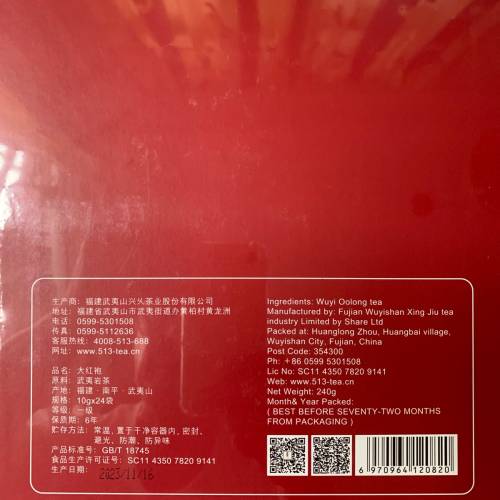 生产商：福建武夷山兴九茶业股份有限公司
地址：福建省武夷山市武夷街道办黄柏村黄龙洲
电话：0599-5301508
传真：0599-5112636
客服热线：4008-513-688
网址：www.513-tea.cn
品名：大红袍
原料：武夷岩茶
产地：福建·南平·武夷山
规格：10gx24袋
等级：一级
保质期：6年
贮存方法：常温，置于干净容器内，密封、
避光、防潮、防异味
产品标准号：GB/T 18745
食品生产许可证号：SC11 4350 7820 9141
生产日期：
2023/11/16
Ingredients: Wuyi Oolong tea
Manufactured by: Fujian Wuyishan Xing Jiu tea
industry Limited by Share Ltd
Packed at: Huanglong Zhou, Huangbai village,
Wuyishan City, Fujian, China
Post Code: 354300
Ph: +86 0599 5301508
Lic No: SC11 4350 7820 9141
Web: www.513-tea.cn
Net Weight: 240g
Month& Year Packed:
( BEST BEFORE SEVENTY-TWO MONTHS
FROM PACKAGING )
6 970964 120820